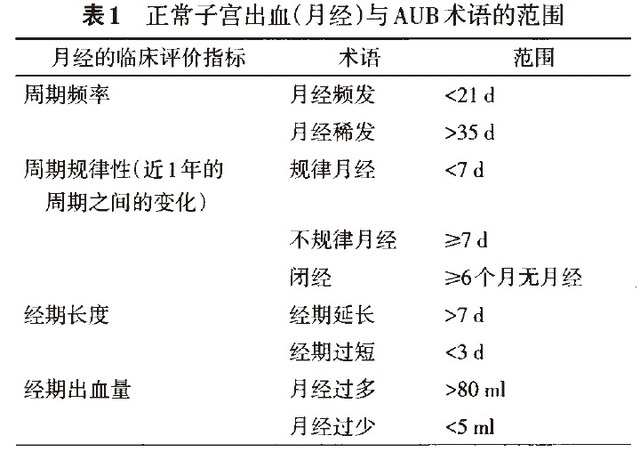 表1 正常子宫出血(月经)与AUB术语的范围
月经的临床评价指标 术语 范围
周期频率 月经频发 <21 d
月经稀发 >35 d
周期规律性(近1年的 规律月经 <7 d
周期之间的变化)
不规律月经 ≥7 d
闭经 ≥6个月无月经
经期长度 经期延长 >7 d
经期过短 <3 d
经期出血量 月经过多 >80 ml
月经过少 <5 ml